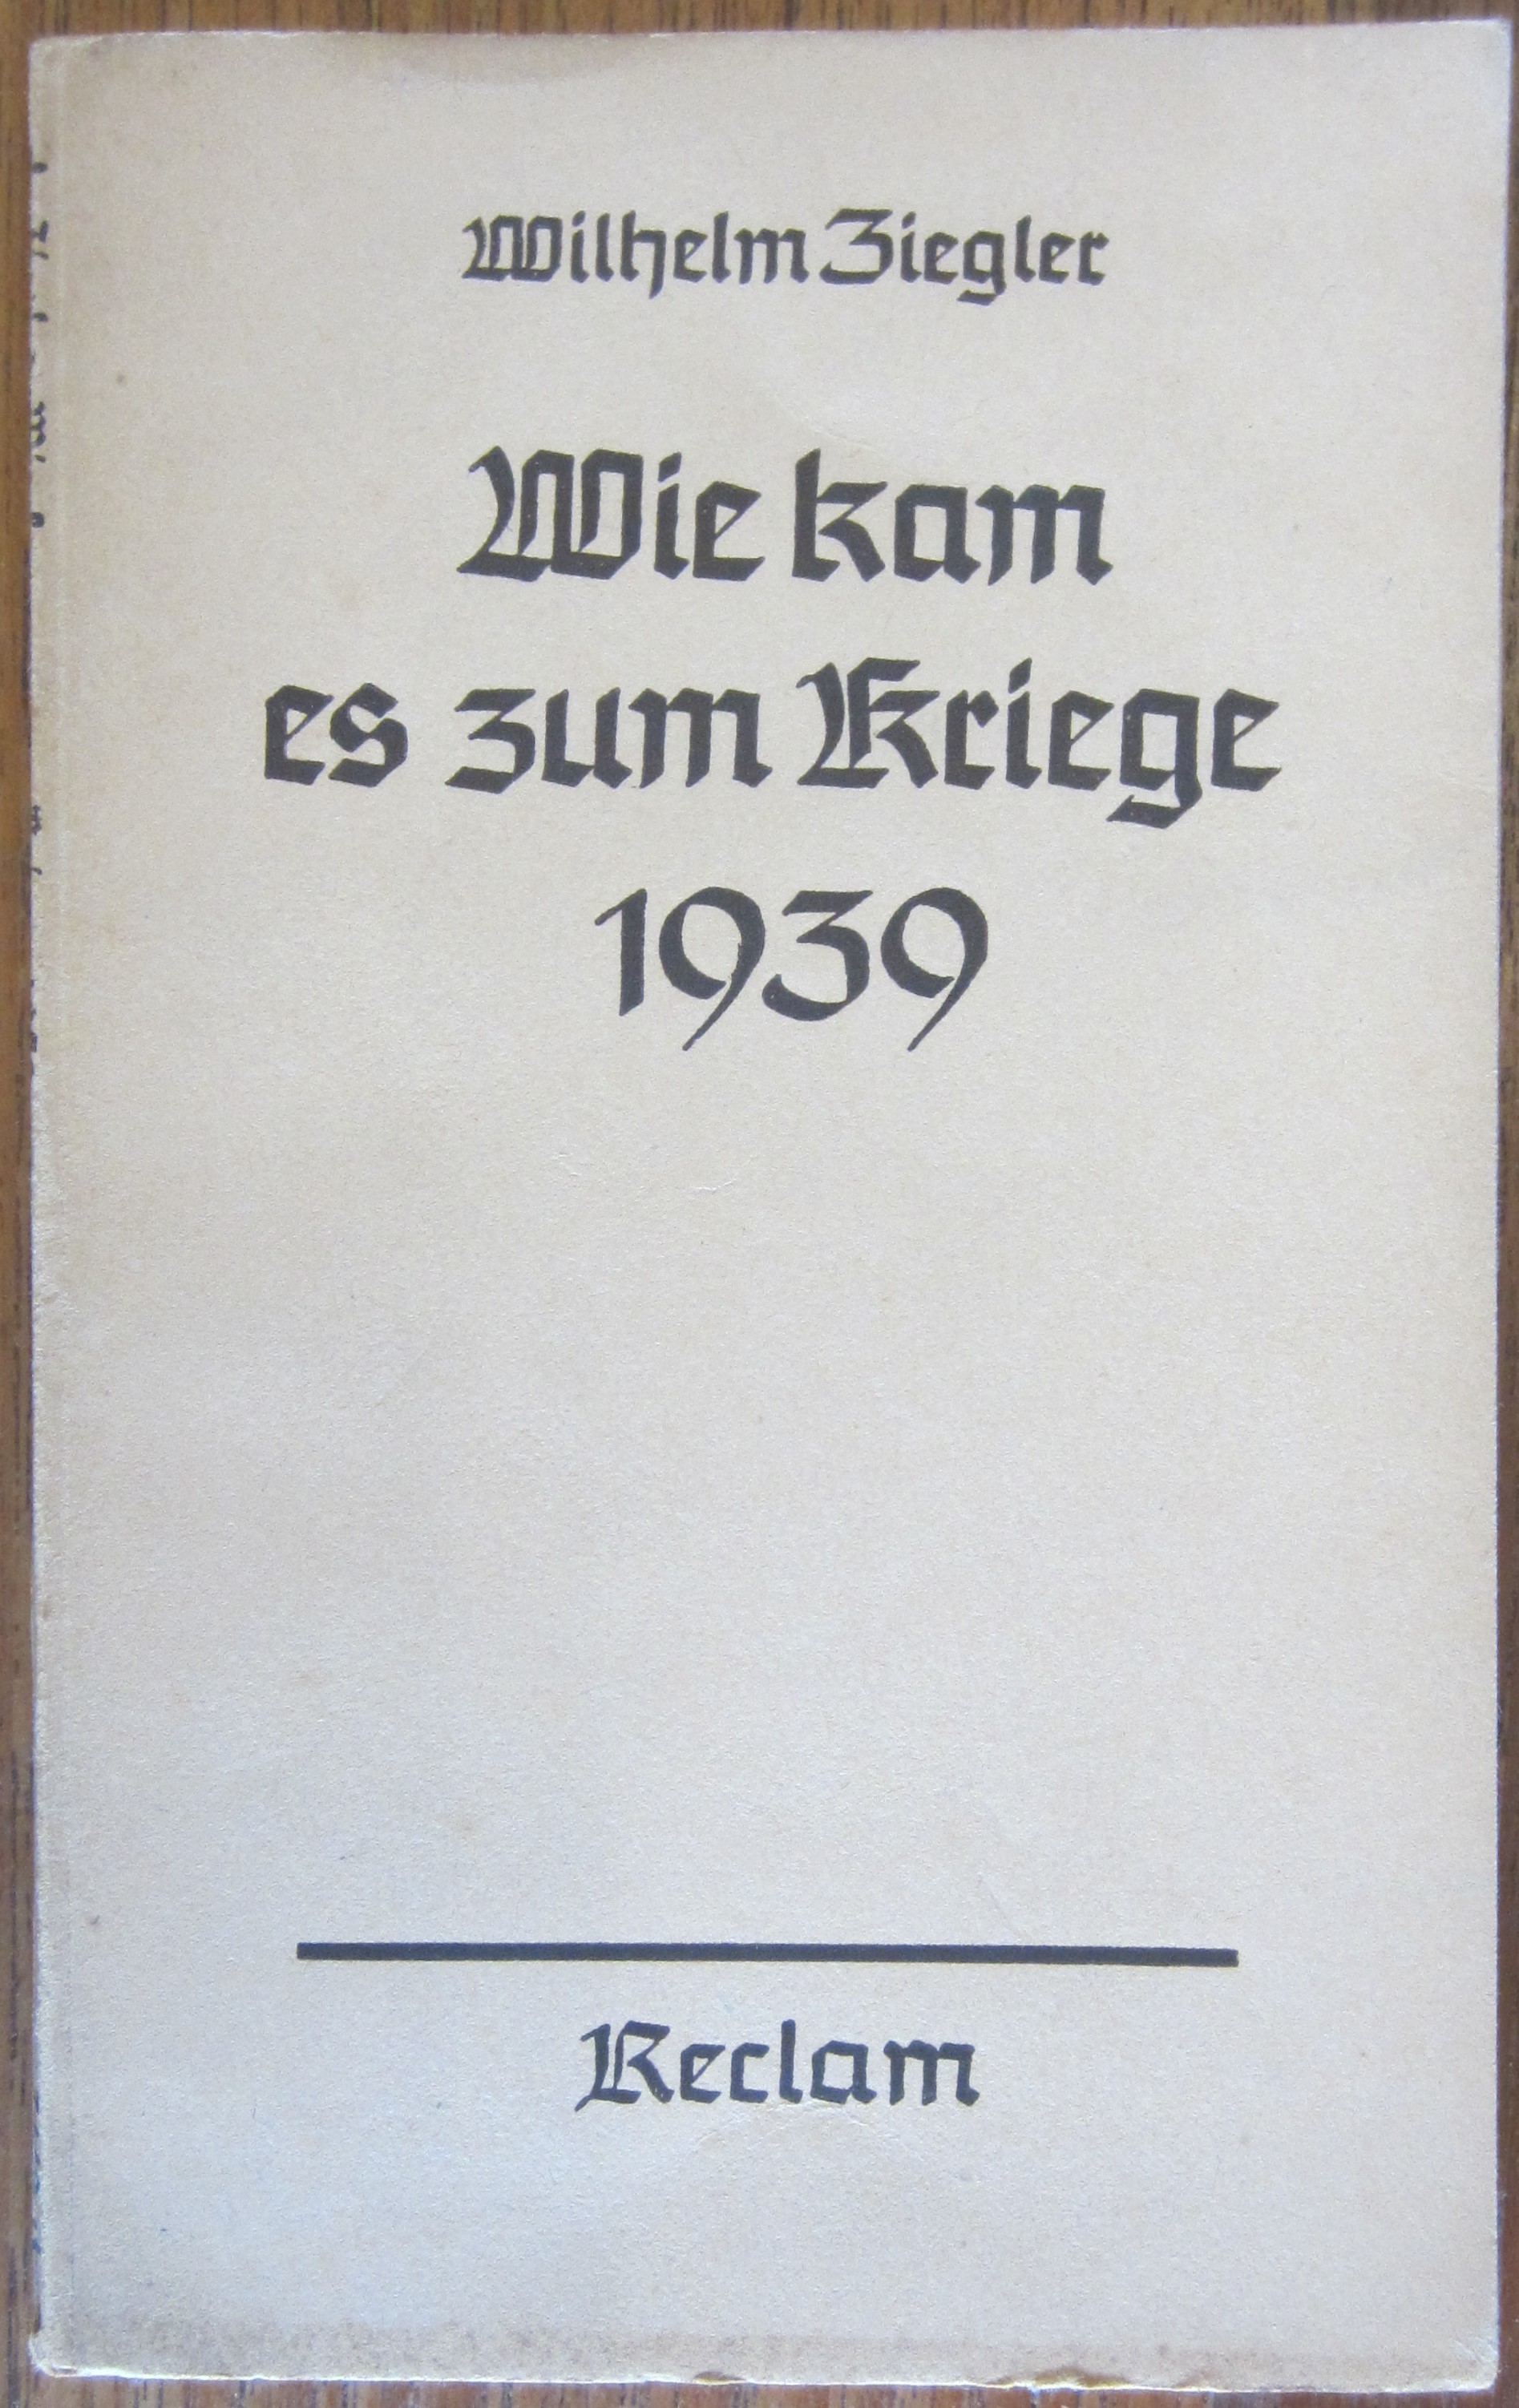 Wilhelm Ziegler
Wie kam
es zum Kriege
1939
Reclam